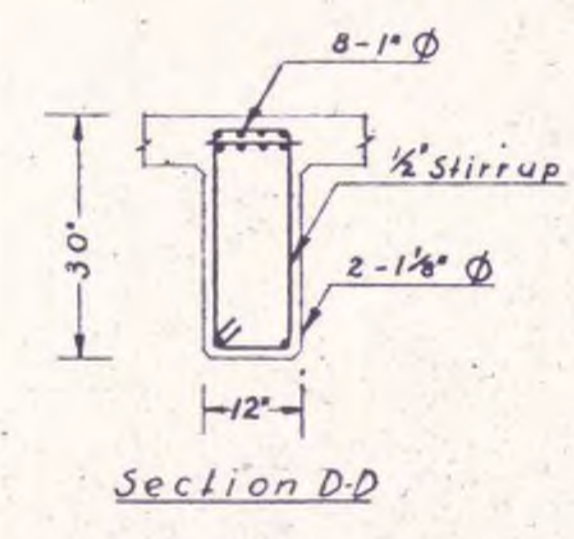 8-1" Φ
½" Stirrup
30"
2-1⅛" Φ
12"
Section D-D